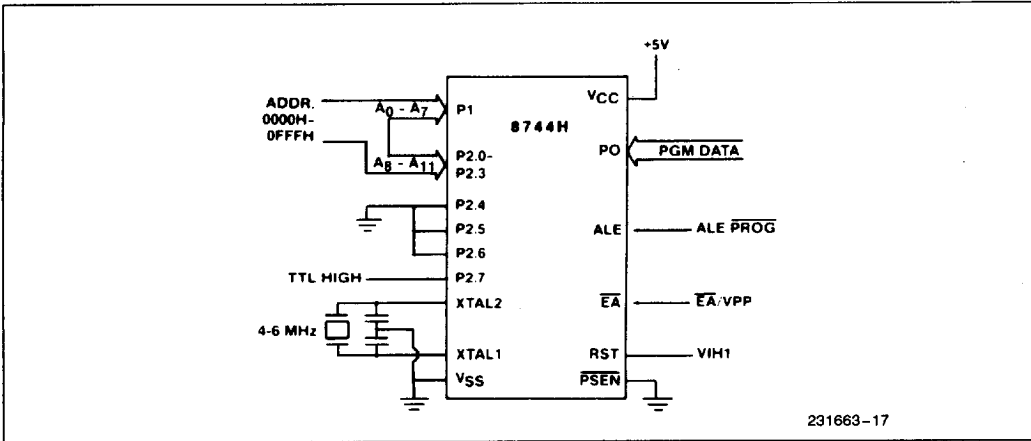 +5V
ADDR.
0000H-
0FFFH
A0 - A7
P1
VCC
8744H
A8 - A11
P2.0-
P2.3
PO
PGM DATA
P2.4
P2.5
P2.6
ALE
ALE PROG
TTL HIGH
P2.7
XTAL2
EA
EA/VPP
4-6 MHz
XTAL1
RST
VIH1
VSS
PSEN
231663-17